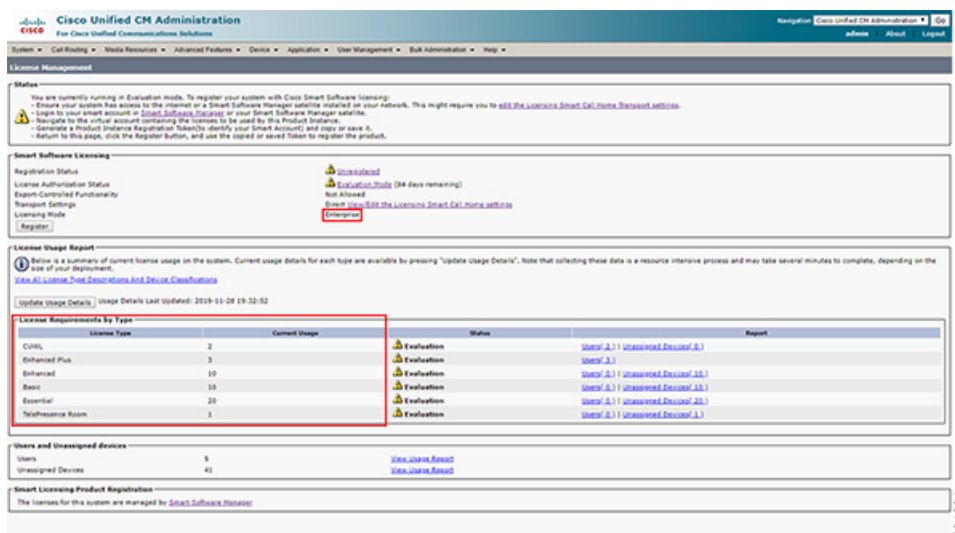 cisco
Cisco Unified CM Administration
For Cisco Unified Communications Solutions
Navigation Cisco Unified CM Administration Go
admin About Logout
System Call Routing Media Resources Advanced Features Device Application User Management Bulk Administration Help
License Management
Status
You are currently running in Evaluation mode. To register your system with Cisco Smart Software licensing:
- Ensure your system has access to the internet or a Smart Software Manager satellite installed on your network. This might require you to edit the Licensing Smart Call Home Transport settings.
- Login to your smart account in Smart Software Manager or your Smart Software Manager satellite.
- Navigate to the virtual account containing the licenses to be used by this Product Instance.
- Generate a Product Instance Registration Token(to identify your Smart Account) and copy or save it.
- Return to this page, click the Register button, and use the copied or saved Token to register the product.
Smart Software Licensing
Registration Status Unregistered
License Authorization Status Evaluation Mode (84 days remaining)
Export-Controlled Functionality Not Allowed
Transport Settings Direct View/Edit the Licensing Smart Call Home settings
Licensing Mode Enterprise
Register
License Usage Report
Below is a summary of current license usage on the system. Current usage details for each type are available by pressing "Update Usage Details". Note that collecting these data is a resource intensive process and may take several minutes to complete, depending on the
size of your deployment.
View All License Type Descriptions And Device Classifications
Update Usage Details Usage Details Last Updated: 2019-11-28 19:32:52
License Requirements by Type
License Type Current Usage Status Report
CUWL 2 Evaluation Users( 2 ) | Unassigned Devices( 0 )
Enhanced Plus 3 Evaluation Users( 3 )
Enhanced 10 Evaluation Users( 0 ) | Unassigned Devices( 10 )
Basic 10 Evaluation Users( 0 ) | Unassigned Devices( 10 )
Essential 20 Evaluation Users( 0 ) | Unassigned Devices( 20 )
TelePresence Room 1 Evaluation Users( 0 ) | Unassigned Devices( 1 )
Users and Unassigned devices
Users 5 View Usage Report
Unassigned Devices 41 View Usage Report
Smart Licensing Product Registration
The licenses for this system are managed by Smart Software Manager